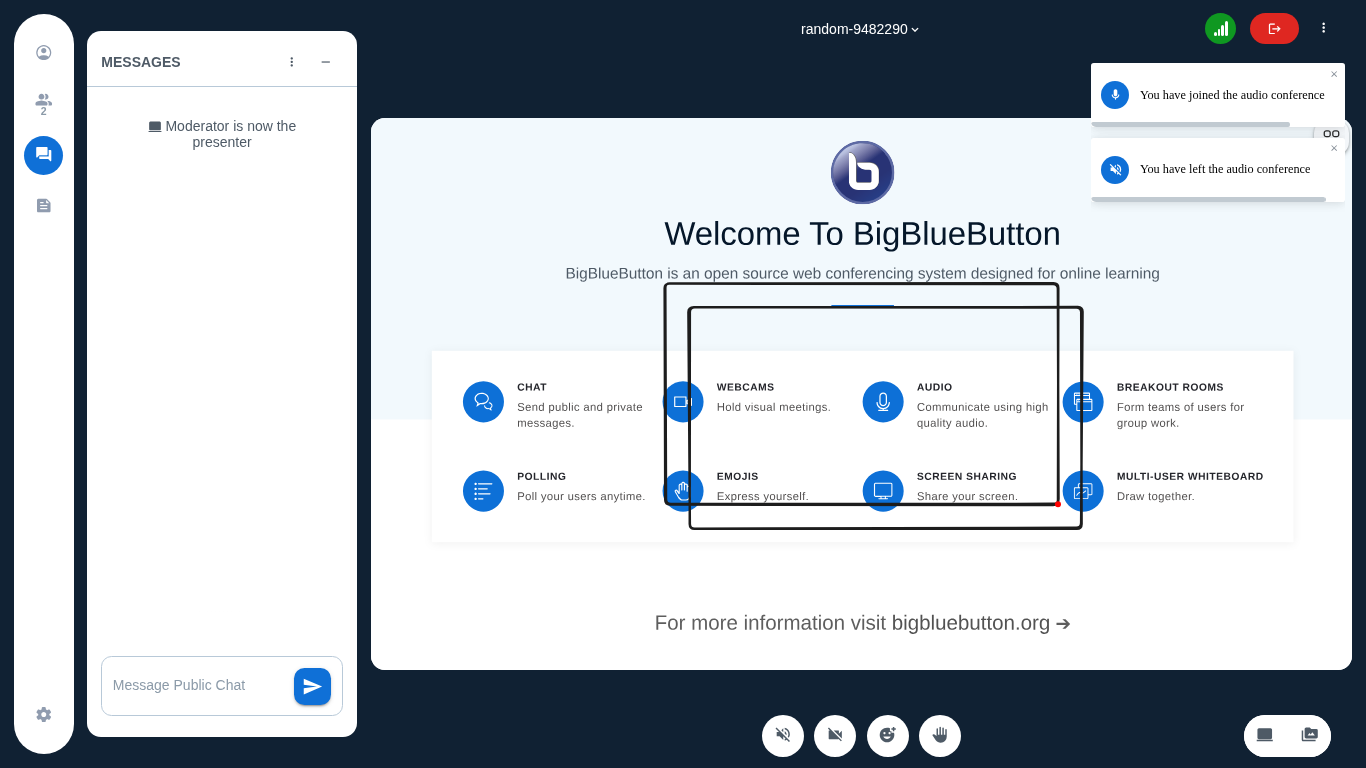 random-9482290
2
MESSAGES
Moderator is now the
presenter
Message Public Chat
You have joined the audio conference
You have left the audio conference
Welcome To BigBlueButton
BigBlueButton is an open source web conferencing system designed for online learning
CHAT
Send public and private
messages.
WEBCAMS
Hold visual meetings.
AUDIO
Communicate using high
quality audio.
BREAKOUT ROOMS
Form teams of users for
group work.
POLLING
Poll your users anytime.
EMOJIS
Express yourself.
SCREEN SHARING
Share your screen.
MULTI-USER WHITEBOARD
Draw together.
For more information visit bigbluebutton.org ➔